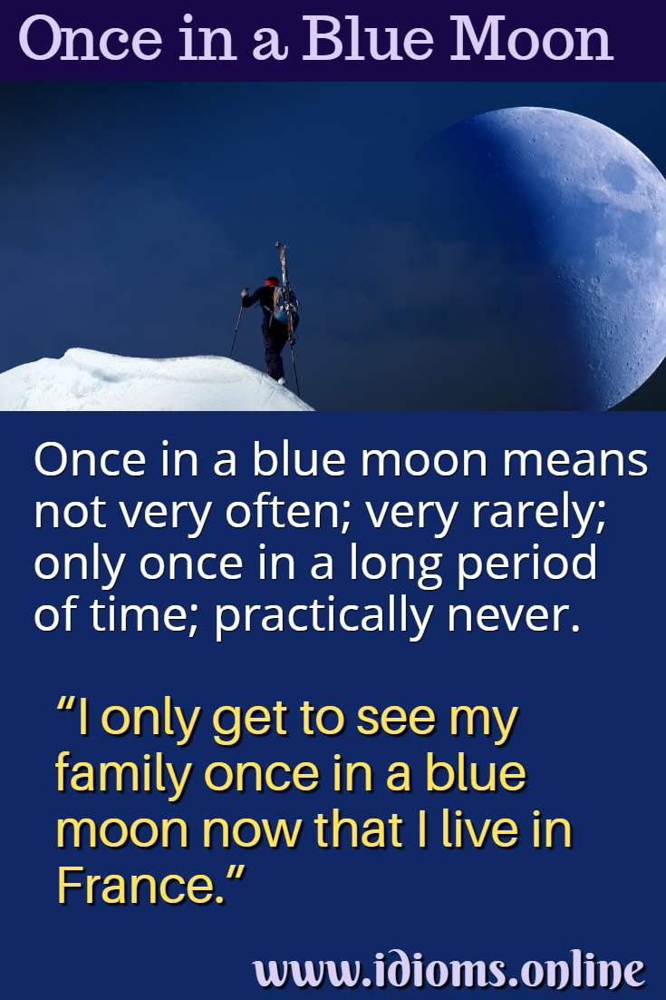 Once in a Blue Moon
Once in a blue moon means
not very often; very rarely;
only once in a long period
of time; practically never.
“I only get to see my
family once in a blue
moon now that I live in
France.”
www.idioms.online